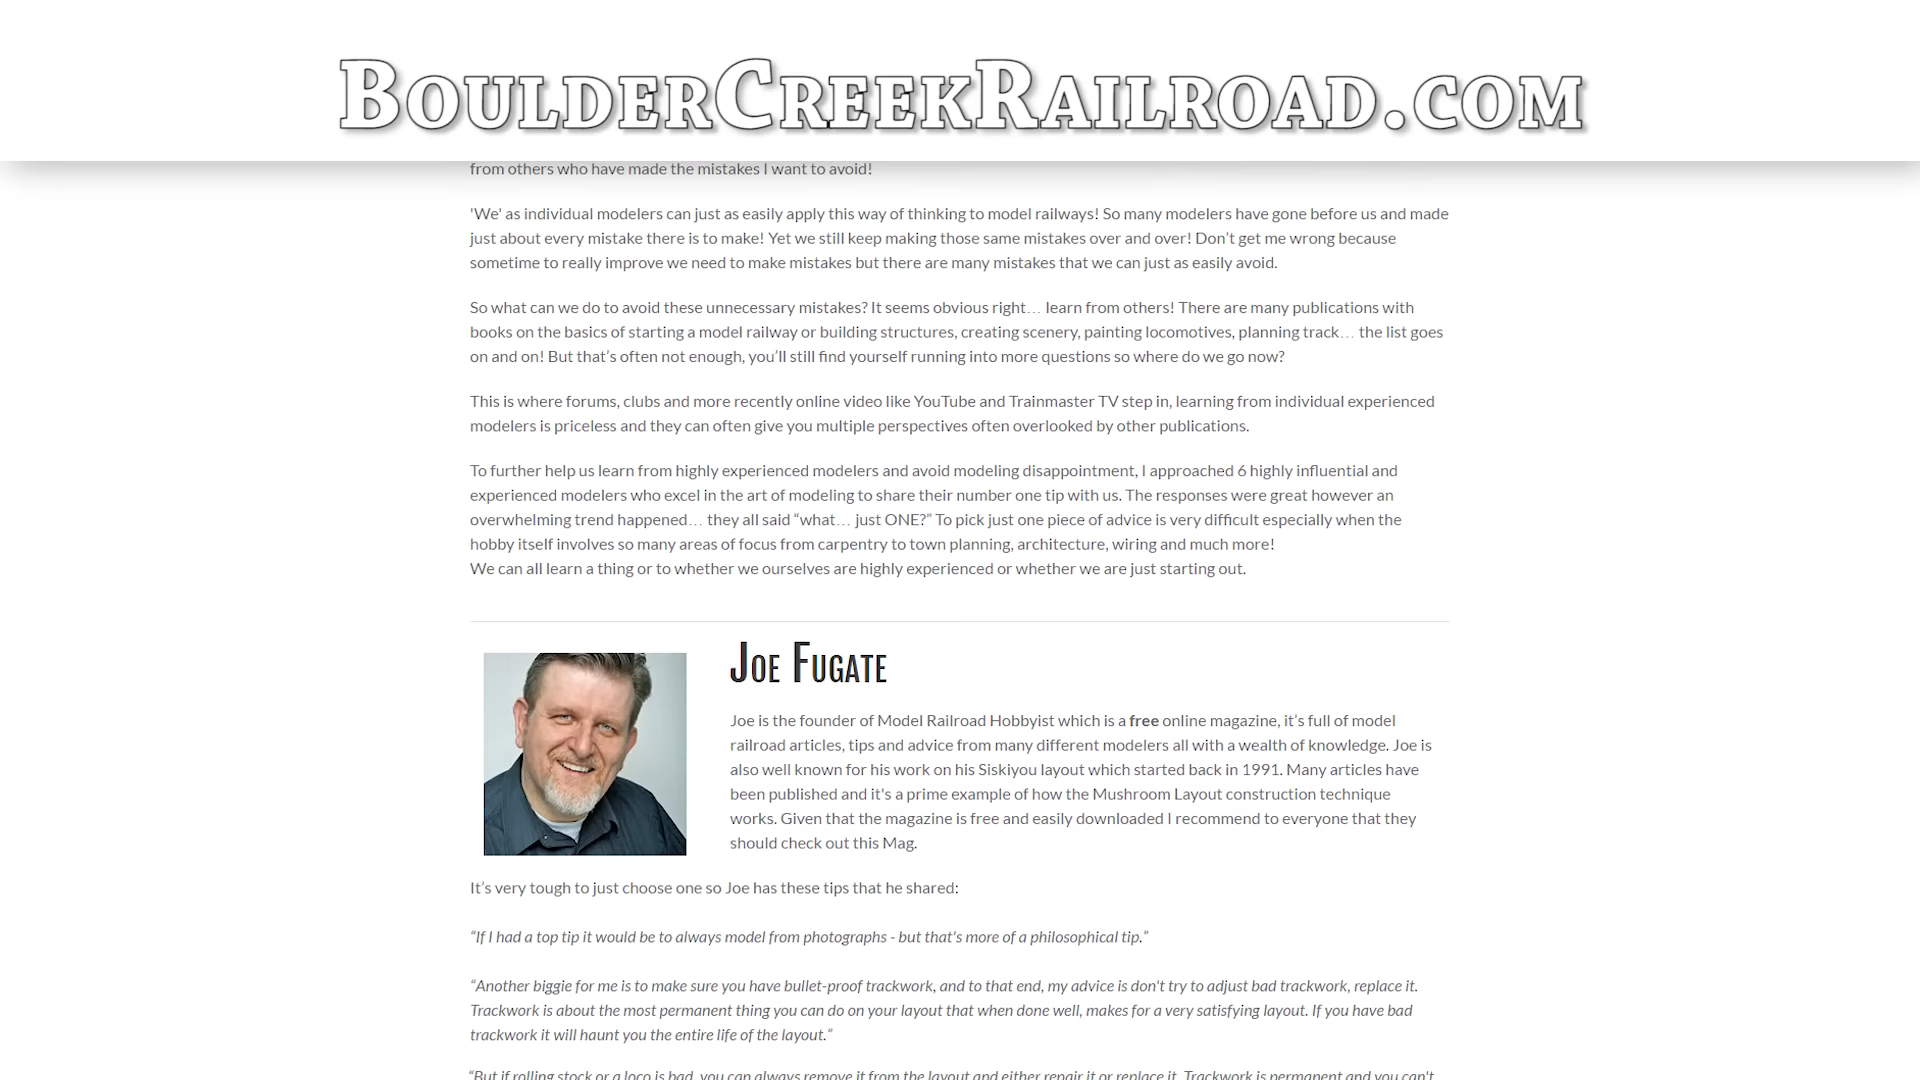 BoulderCreekRailroad.com
from others who have made the mistakes I want to avoid!
'We' as individual modelers can just as easily apply this way of thinking to model railways! So many modelers have gone before us and made
just about every mistake there is to make! Yet we still keep making those same mistakes over and over! Don’t get me wrong because
sometime to really improve we need to make mistakes but there are many mistakes that we can just as easily avoid.
So what can we do to avoid these unnecessary mistakes? It seems obvious right… learn from others! There are many publications with
books on the basics of starting a model railway or building structures, creating scenery, painting locomotives, planning track… the list goes
on and on! But that’s often not enough, you’ll still find yourself running into more questions so where do we go now?
This is where forums, clubs and more recently online video like YouTube and Trainmaster TV step in, learning from individual experienced
modelers is priceless and they can often give you multiple perspectives often overlooked by other publications.
To further help us learn from highly experienced modelers and avoid modeling disappointment, I approached 6 highly influential and
experienced modelers who excel in the art of modeling to share their number one tip with us. The responses were great however an
overwhelming trend happened… they all said “what… just ONE?” To pick just one piece of advice is very difficult especially when the
hobby itself involves so many areas of focus from carpentry to town planning, architecture, wiring and much more!
We can all learn a thing or to whether we ourselves are highly experienced or whether we are just starting out.
Joe Fugate
Joe is the founder of Model Railroad Hobbyist which is a free online magazine, it’s full of model
railroad articles, tips and advice from many different modelers all with a wealth of knowledge. Joe is
also well known for his work on his Siskiyou layout which started back in 1991. Many articles have
been published and it's a prime example of how the Mushroom Layout construction technique
works. Given that the magazine is free and easily downloaded I recommend to everyone that they
should check out this Mag.
It’s very tough to just choose one so Joe has these tips that he shared:
“If I had a top tip it would be to always model from photographs - but that's more of a philosophical tip.”
“Another biggie for me is to make sure you have bullet-proof trackwork, and to that end, my advice is don't try to adjust bad trackwork, replace it.
Trackwork is about the most permanent thing you can do on your layout that when done well, makes for a very satisfying layout. If you have bad
trackwork it will haunt you the entire life of the layout.”
“But if rolling stock or a loco is bad, you can always remove it from the layout and either repair it or replace it. Trackwork is permanent and you can't